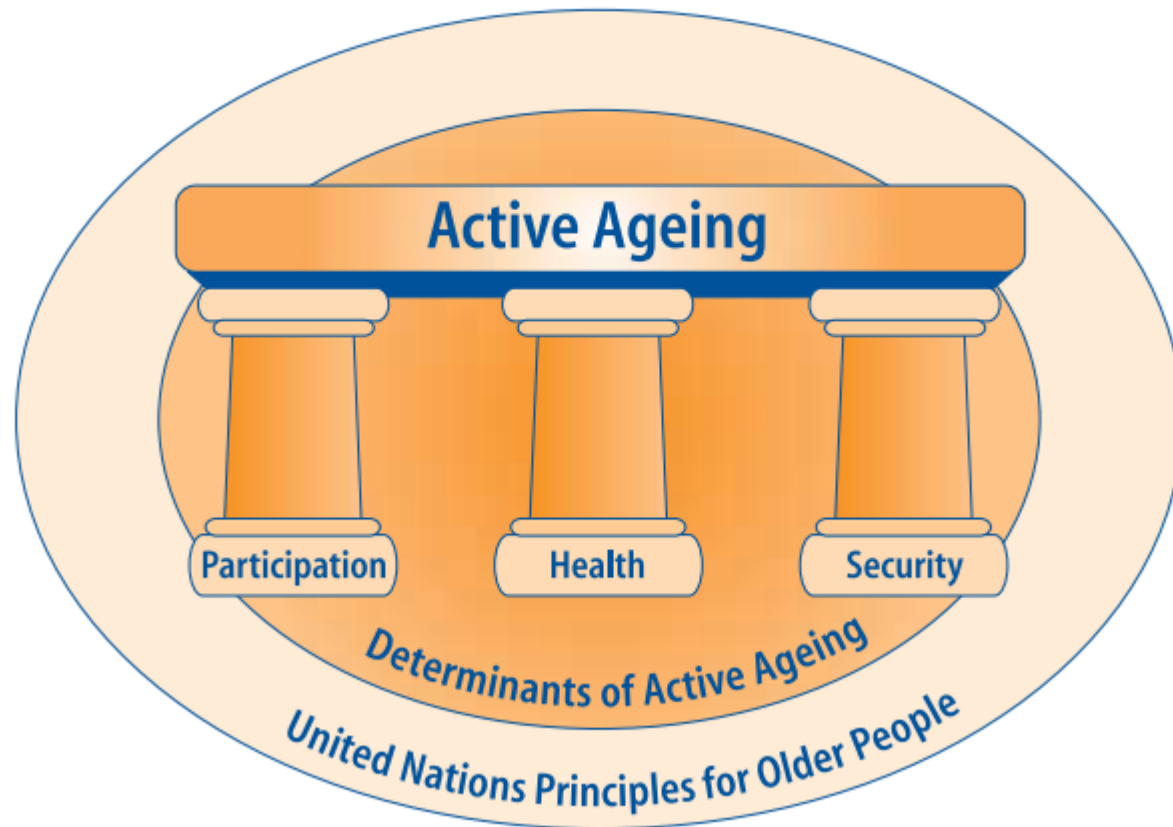 Active Ageing
Participation
Health
Security
Determinants of Active Ageing
United Nations Principles for Older People